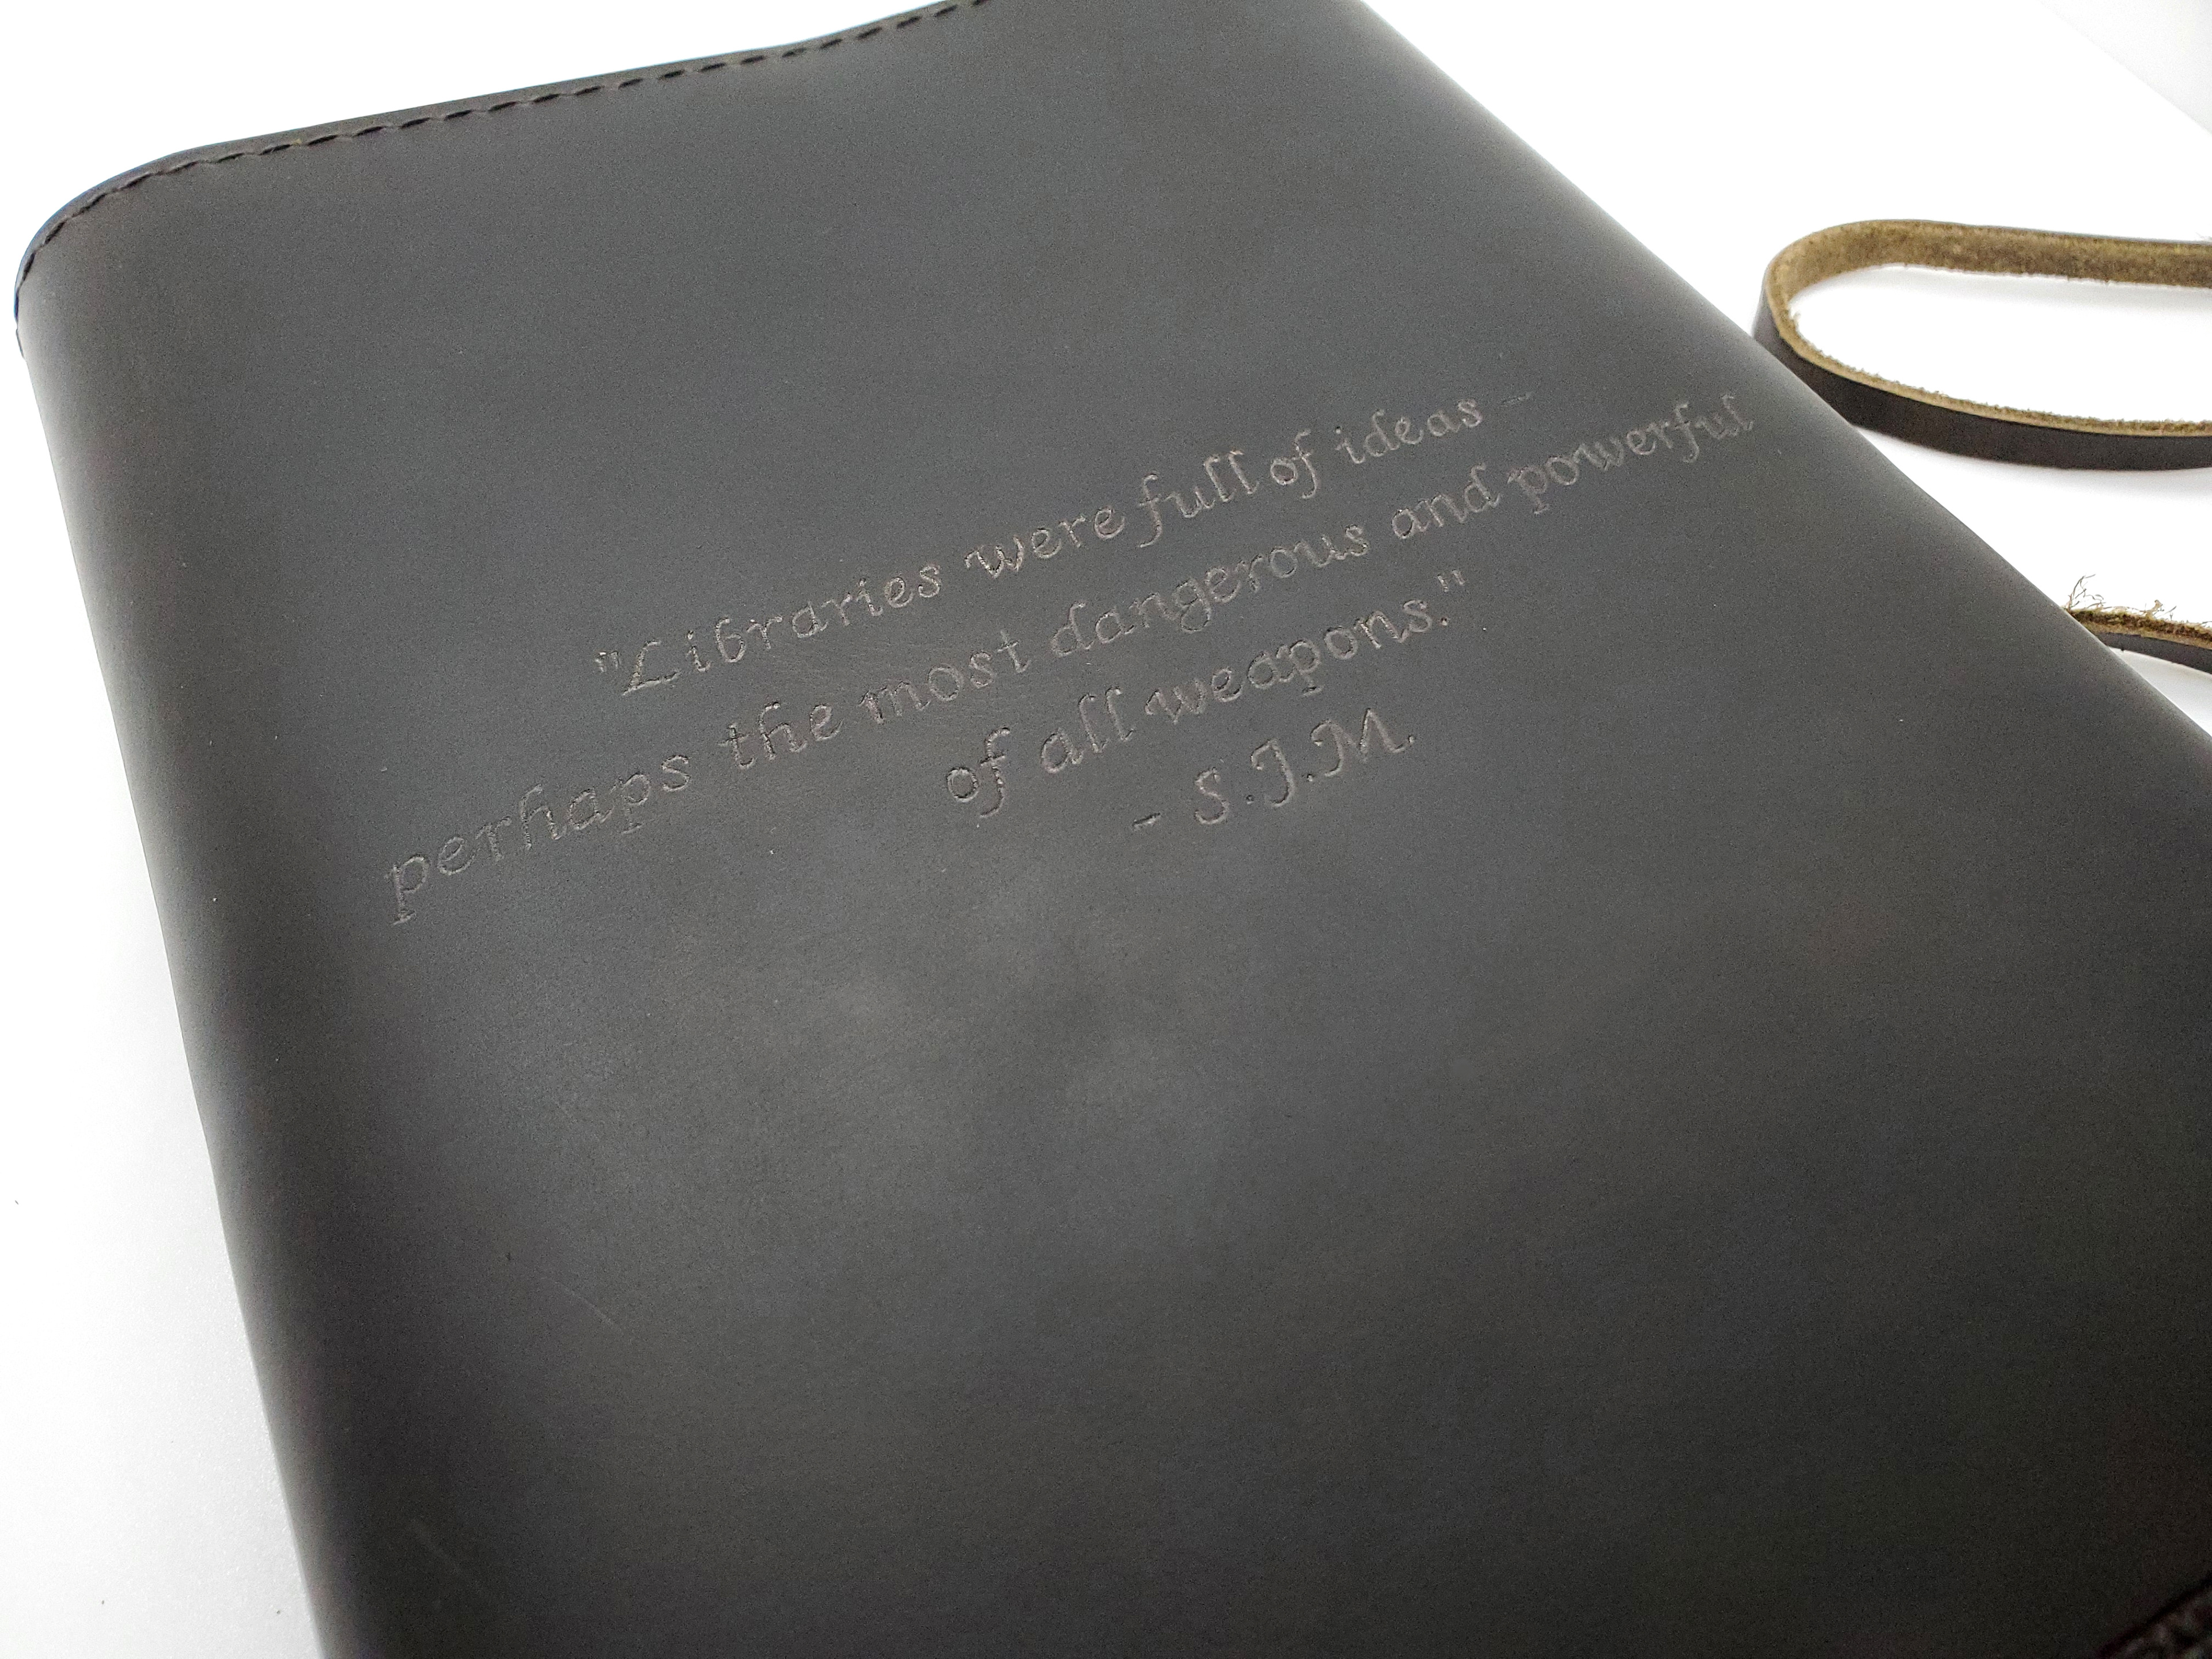 "Libraries were full of ideas –
perhaps the most dangerous and powerful
of all weapons."
- S.J.M.